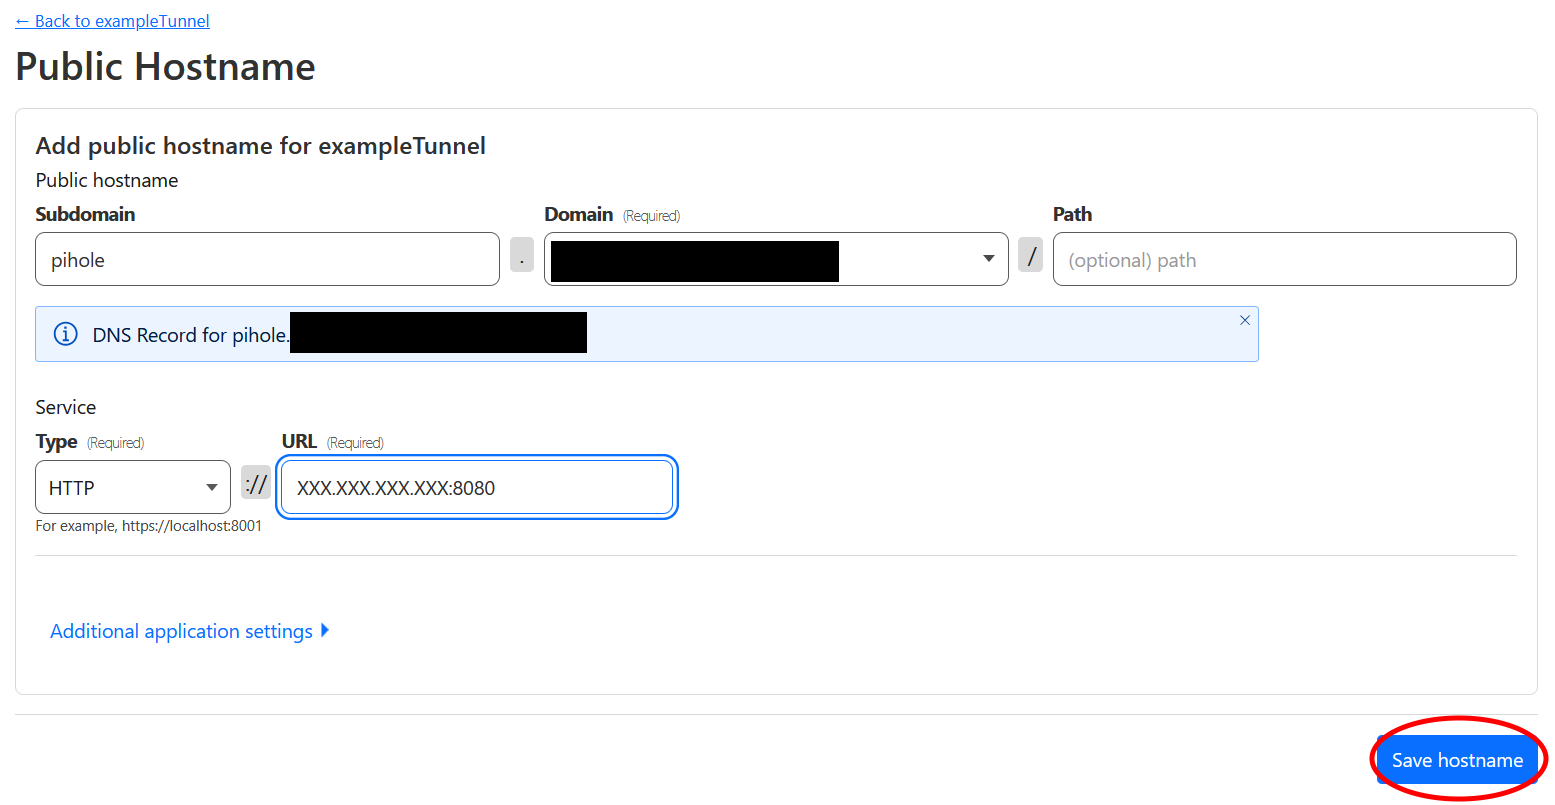 ← Back to exampleTunnel
Public Hostname
Add public hostname for exampleTunnel
Public hostname
Subdomain Domain (Required) Path
pihole . / (optional) path
DNS Record for pihole.
Service
Type (Required) URL (Required)
HTTP :// XXX.XXX.XXX.XXX:8080
For example, https://localhost:8001
Additional application settings
Save hostname